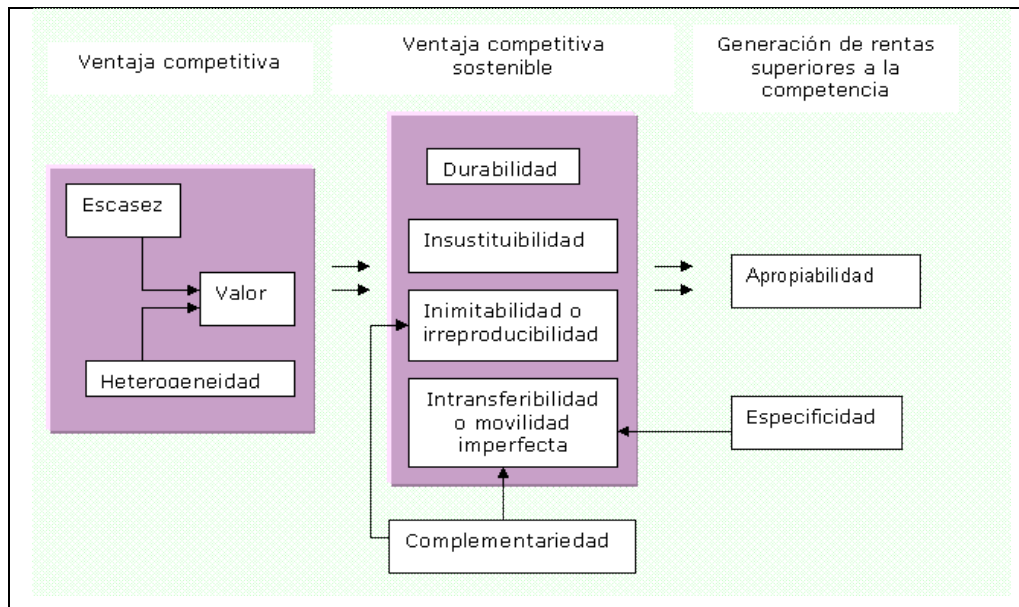 Ventaja competitiva
Ventaja competitiva
sostenible
Generación de rentas
superiores a la
competencia
Escasez
Valor
Heterogeneidad
Durabilidad
Insustituibilidad
Inimitabilidad o
irreproducibilidad
Intransferibilidad
o movilidad
imperfecta
Complementariedad
Apropiabilidad
Especificidad